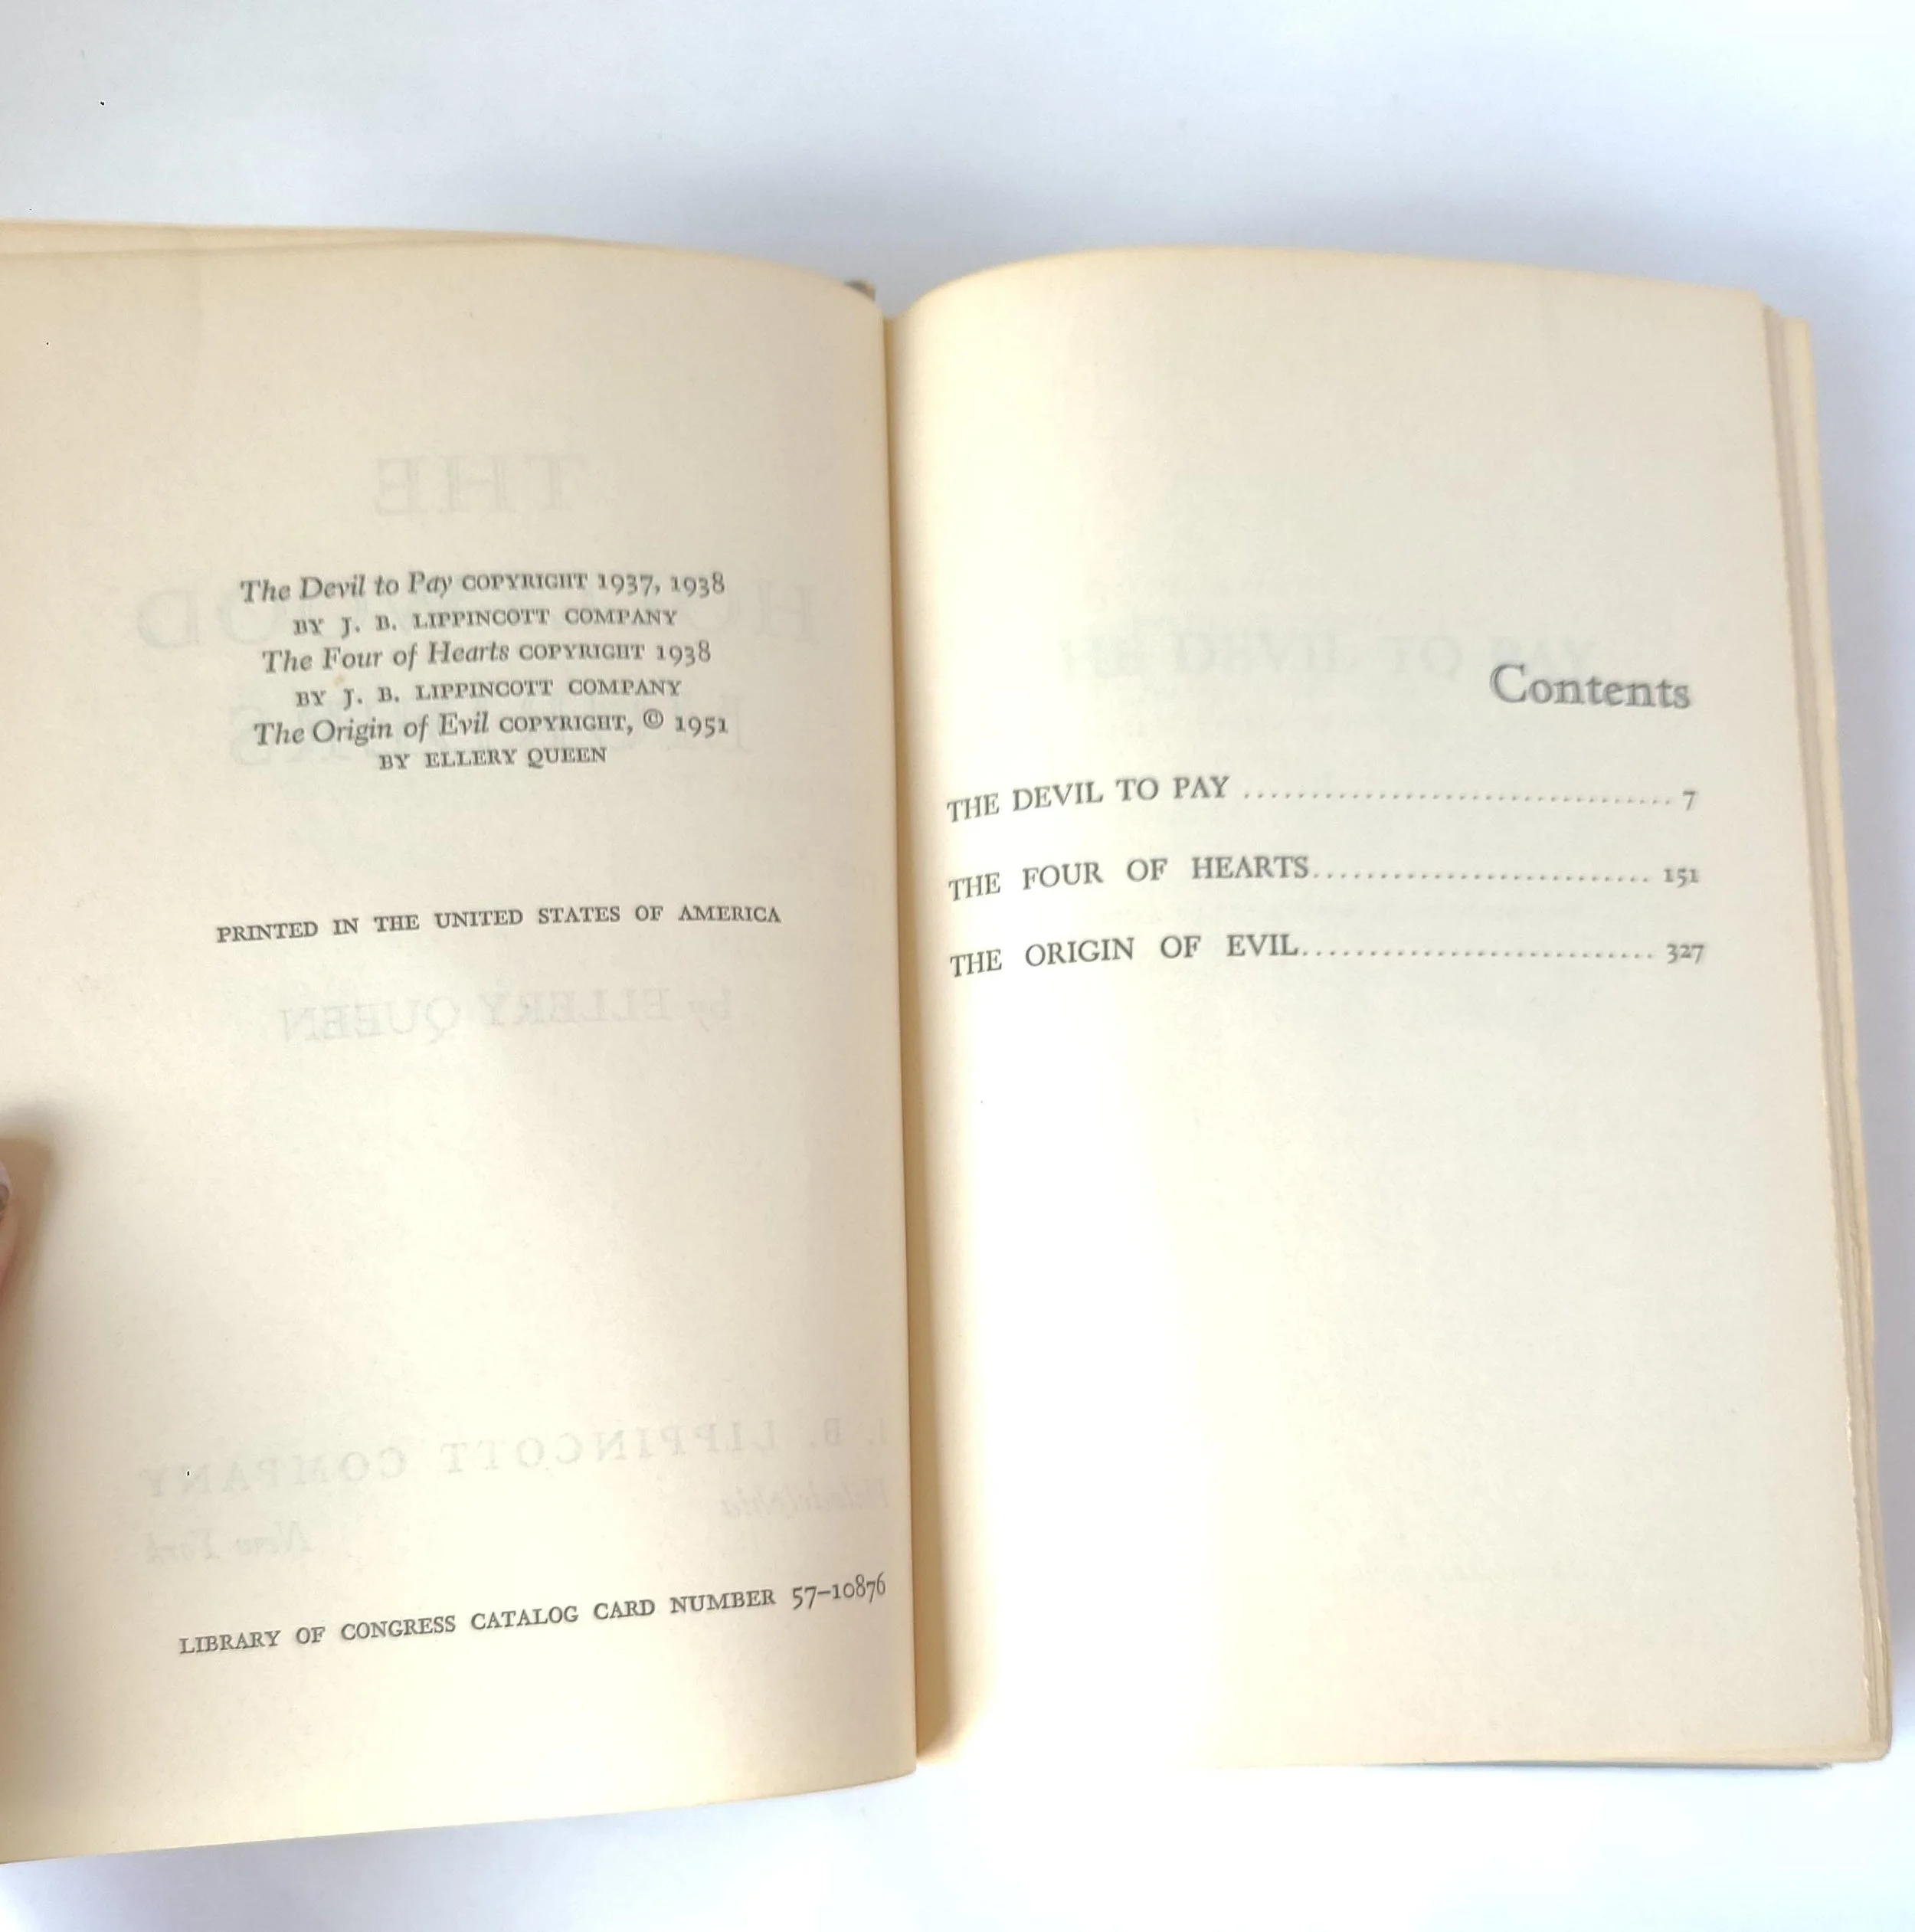 The Devil to Pay COPYRIGHT 1937, 1938
BY J. B. LIPPINCOTT COMPANY
The Four of Hearts COPYRIGHT 1938
BY J. B. LIPPINCOTT COMPANY
The Origin of Evil COPYRIGHT, © 1951
BY ELLERY QUEEN
PRINTED IN THE UNITED STATES OF AMERICA
LIBRARY OF CONGRESS CATALOG CARD NUMBER 57–10876
Contents
THE DEVIL TO PAY ................................ 7
THE FOUR OF HEARTS......................... 151
THE ORIGIN OF EVIL.......................... 327